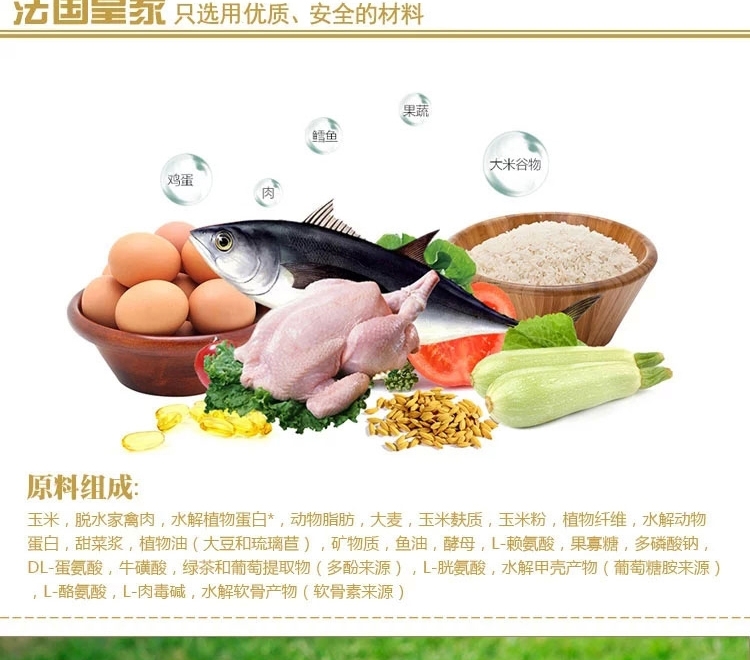 法国皇家 只选用优质、安全的材料
果蔬
鳕鱼
大米谷物
鸡蛋
肉
原料组成:
玉米，脱水家禽肉，水解植物蛋白*，动物脂肪，大麦，玉米麸质，玉米粉，植物纤维，水解动物
蛋白，甜菜浆，植物油（大豆和琉璃苣），矿物质，鱼油，酵母，L-赖氨酸，果寡糖，多磷酸钠，
DL-蛋氨酸，牛磺酸，绿茶和葡萄提取物（多酚来源），L-胱氨酸，水解甲壳产物（葡萄糖胺来源）
，L-酪氨酸，L-肉毒碱，水解软骨产物（软骨素来源）